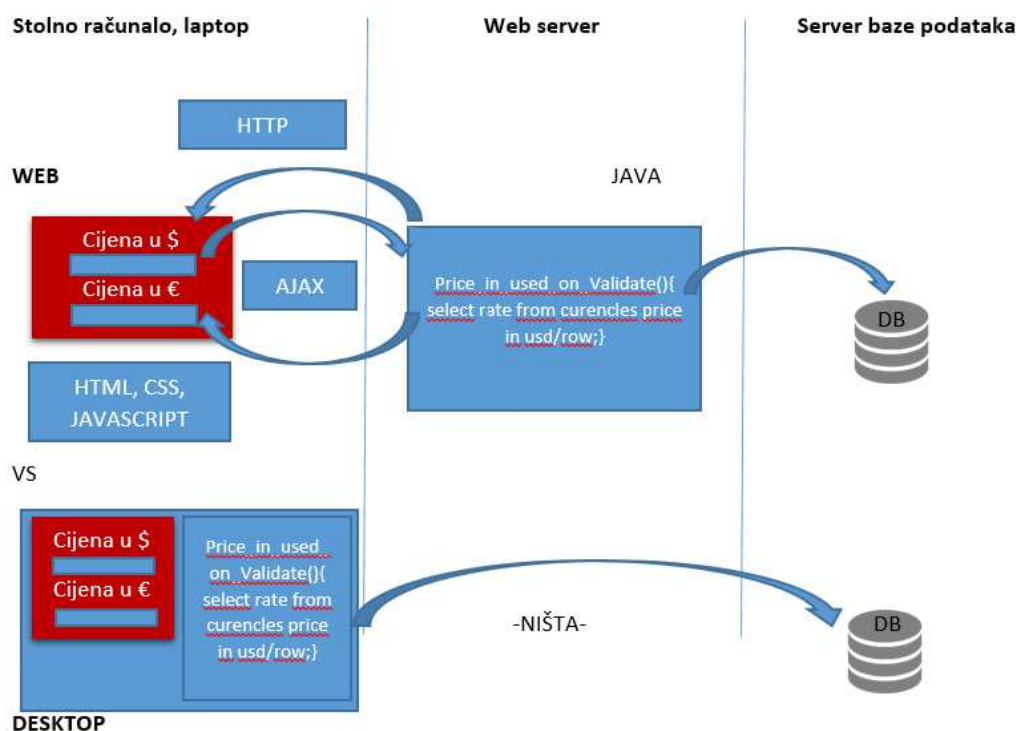 Stolno računalo, laptop
Web server
Server baze podataka
HTTP
WEB
JAVA
Cijena u $
Cijena u €
AJAX
Price in used on Validate(){
select rate from curencles price
in usd/row;}
DB
HTML, CSS,
JAVASCRIPT
VS
Cijena u $
Cijena u €
Price in used
on Validate(){
select rate from
curencles price
in usd/row;}
-NIŠTA-
DB
DESKTOP